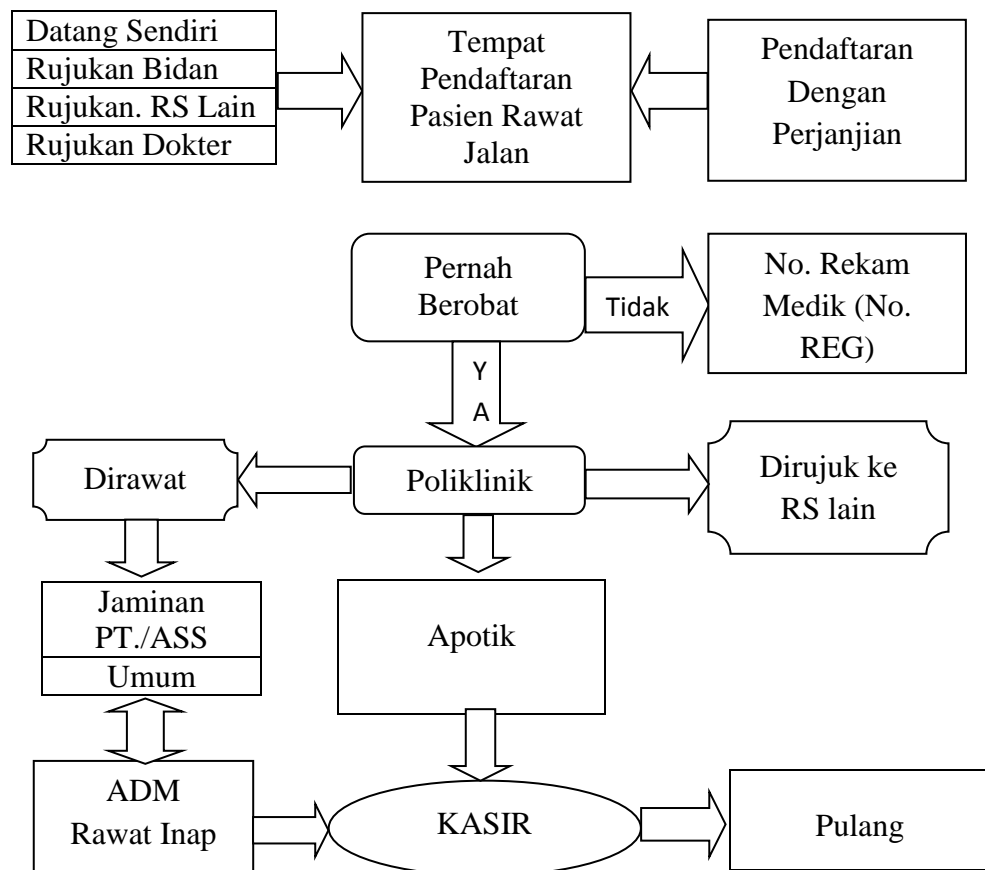 Datang Sendiri
Rujukan Bidan
Rujukan. RS Lain
Rujukan Dokter
Tempat
Pendaftaran
Pasien Rawat
Jalan
Pendaftaran
Dengan
Perjanjian
Pernah
Berobat
Tidak
No. Rekam
Medik (No.
REG)
Y
A
Dirawat
Poliklinik
Dirujuk ke
RS lain
Jaminan
PT./ASS
Umum
Apotik
ADM
Rawat Inap
KASIR
Pulang